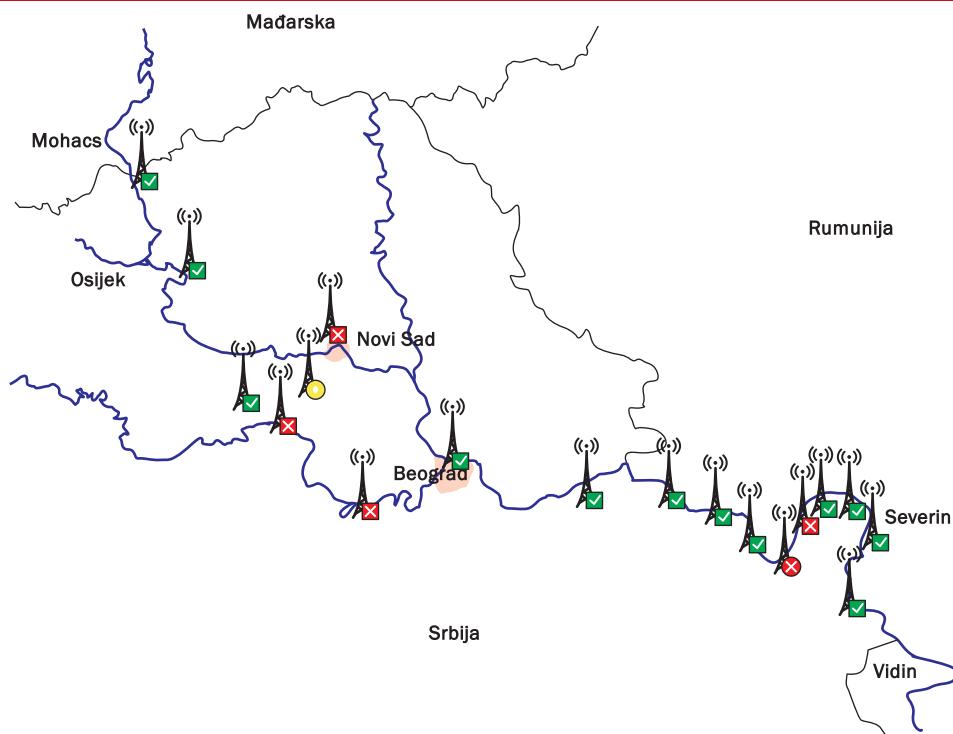 Mađarska
Mohacs
Rumunija
Osijek
Novi Sad
Beograd
Severin
Srbija
Vidin